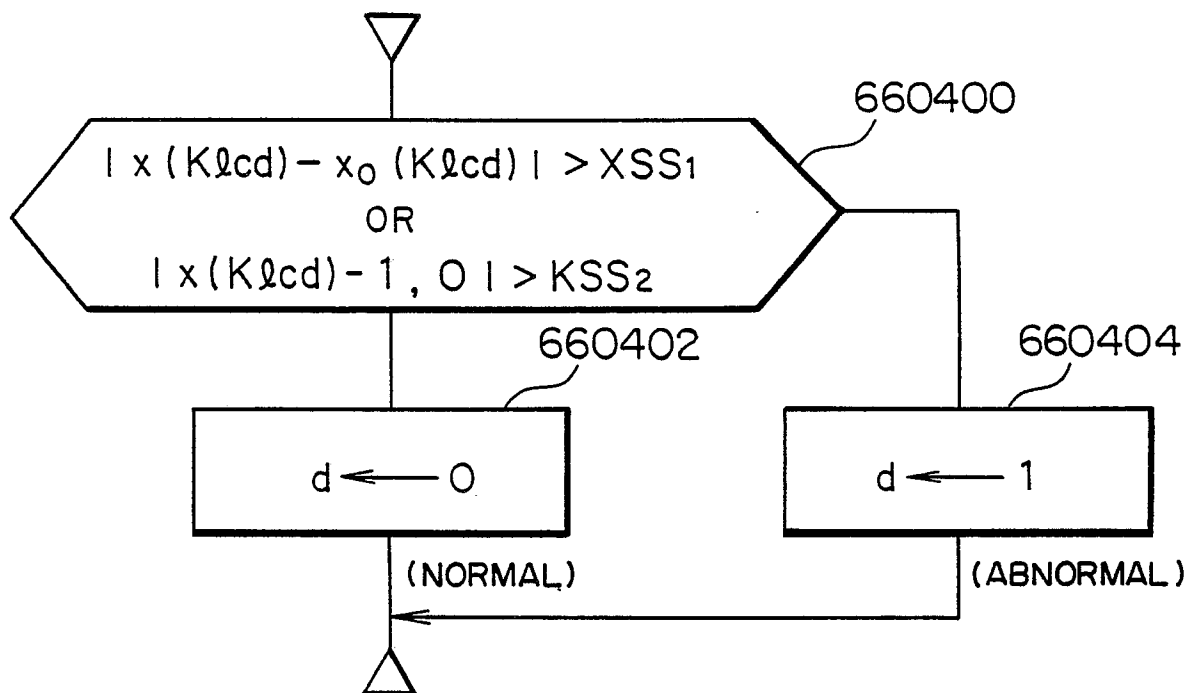 660400
| x (Kℓcd) – x₀ (Kℓcd) | > XSS₁
OR
| x (Kℓcd) – 1 , 0 | > KSS₂
660402
660404
d ← 0
d ← 1
(NORMAL)
(ABNORMAL)